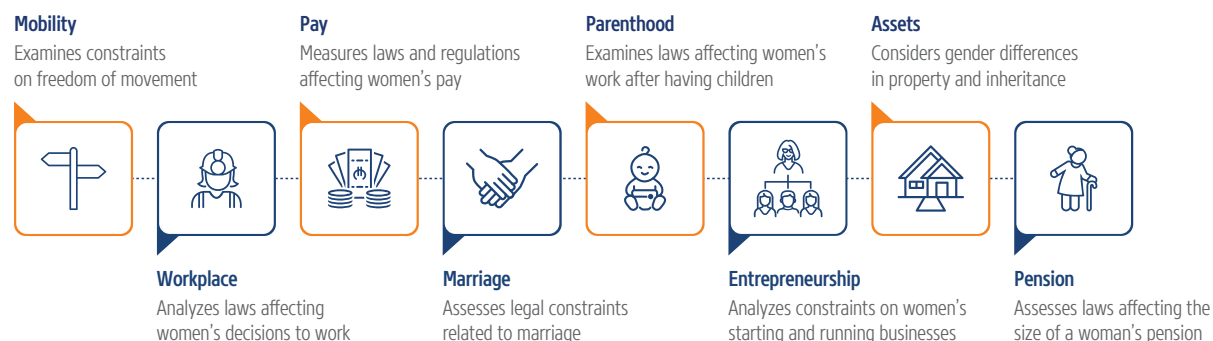 Mobility
Examines constraints
on freedom of movement
Pay
Measures laws and regulations
affecting women's pay
Parenthood
Examines laws affecting women's
work after having children
Assets
Considers gender differences
in property and inheritance
Workplace
Analyzes laws affecting
women's decisions to work
Marriage
Assesses legal constraints
related to marriage
Entrepreneurship
Analyzes constraints on women's
starting and running businesses
Pension
Assesses laws affecting the
size of a woman's pension